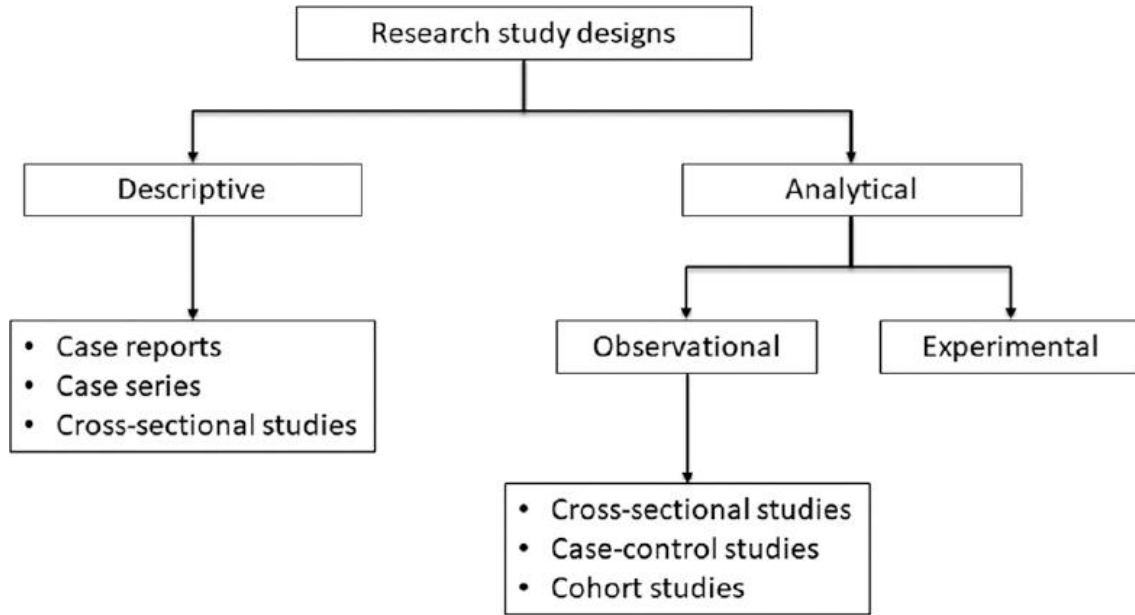 Research study designs
Descriptive
Analytical
• Case reports
• Case series
• Cross-sectional studies
Observational
Experimental
• Cross-sectional studies
• Case-control studies
• Cohort studies